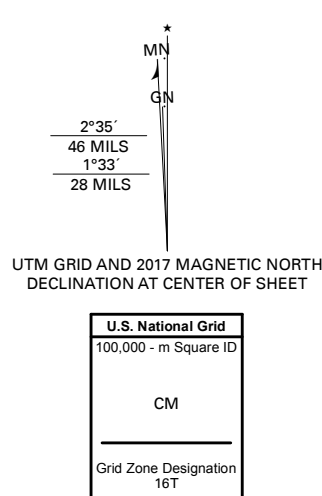 ★
MN
GN
2°35´
46 MILS
1°33´
28 MILS
UTM GRID AND 2017 MAGNETIC NORTH
DECLINATION AT CENTER OF SHEET
U.S. National Grid
100,000 - m Square ID
CM
Grid Zone Designation
16T